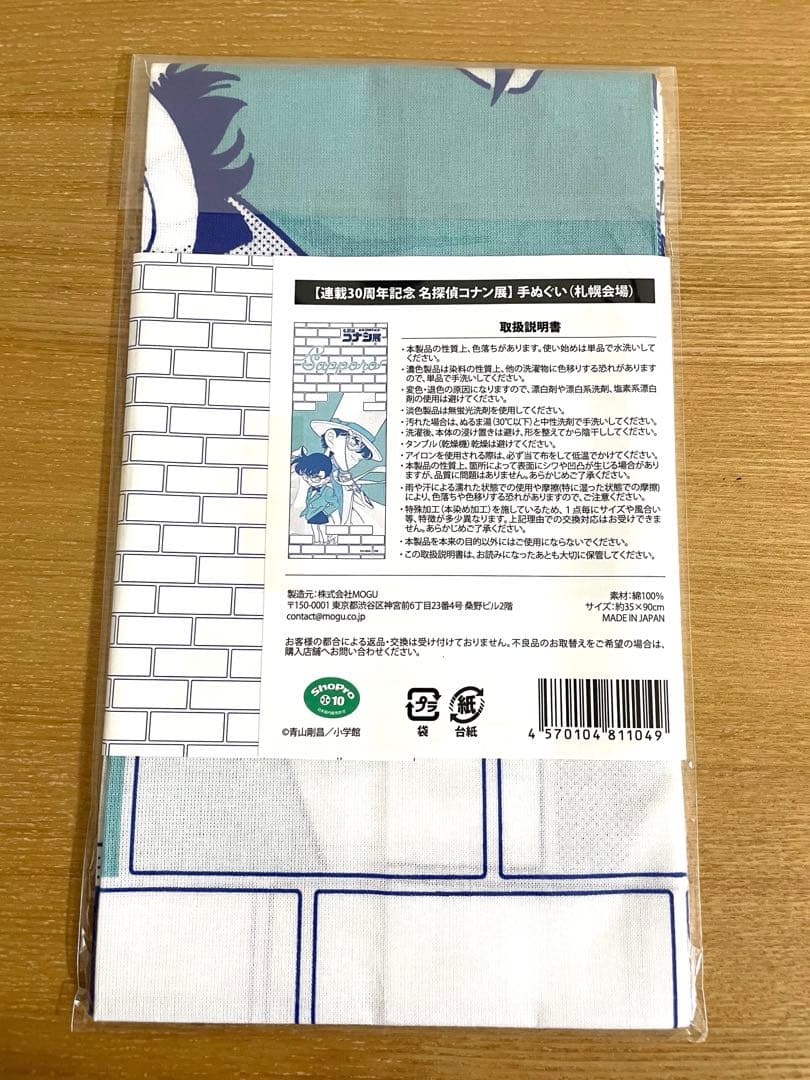 【連載30周年記念 名探偵コナン展】手ぬぐい(札幌会場)
コナン展
Sapporo
取扱説明書
・本製品の性質上、色落ちがあります。使い始めは単品で水洗いして
ください。
・濃色製品は染料の性質上、他の洗濯物に色移りする恐れがあります
ので、単品で手洗いしてください。
・変色・退色の原因になりますので、漂白剤や漂白系洗剤、塩素系漂白
剤の使用は避けてください。
・淡色製品は無蛍光洗剤を使用してください。
・汚れた場合は、ぬるま湯(30℃以下)と中性洗剤で手洗いしてください。
・洗濯後、本体の浸け置きは避け、形を整えてから陰干ししてください。
・タンブル(乾燥機)乾燥は避けてください。
・アイロンを使用される際は、必ず当て布をして低温でかけてください。
・本製品の性質上、箇所によって表面にシワや凹凸が生じる場合があり
ますが、品質に問題はありません。あらかじめご了承ください。
・雨や汗による濡れた状態での使用や摩擦(特に湿った状態での摩擦)
により、色落ちや色移りする恐れがありますので、ご注意ください。
・特殊加工(本染め加工)を施しているため、1点毎にサイズや風合い
等、特徴が多少異なります。上記理由での交換対応はお受けできませ
ん。あらかじめご了承ください。
・本製品を本来の目的以外にはご使用にならないでください。
・この取扱説明書は、お読みになったあとも大切に保管してください。
製造元:株式会社MOGU
〒150-0001 東京都渋谷区神宮前6丁目23番4号 桑野ビル2階
contact@mogu.co.jp
素材:綿100%
サイズ:約35×90cm
MADE IN JAPAN
お客様の都合による返品・交換は受け付けておりません。不良品のお取替えをご希望の場合は、
購入店舗へお問い合わせください。
ShoPro
10
©青山剛昌/小学館
プラ
袋
紙
台紙
4 570104 811049